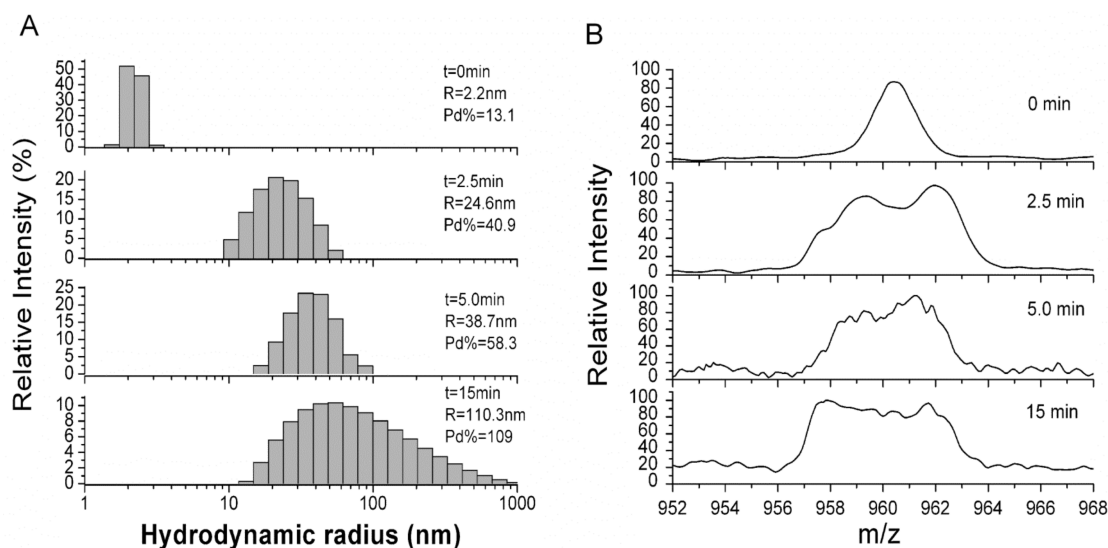 A
B
Relative Intensity (%)
50
40
30
20
10
0
t=0min
R=2.2nm
Pd%=13.1
20
15
10
5
0
t=2.5min
R=24.6nm
Pd%=40.9
25
20
15
10
5
0
t=5.0min
R=38.7nm
Pd%=58.3
10
8
6
4
2
0
t=15min
R=110.3nm
Pd%=109
1 10 100 1000
Hydrodynamic radius (nm)
Relative Intensity
100
80
60
40
20
0
0 min
100
80
60
40
20
0
2.5 min
100
80
60
40
20
0
5.0 min
100
80
60
40
20
0
15 min
952 954 956 958 960 962 964 966 968
m/z